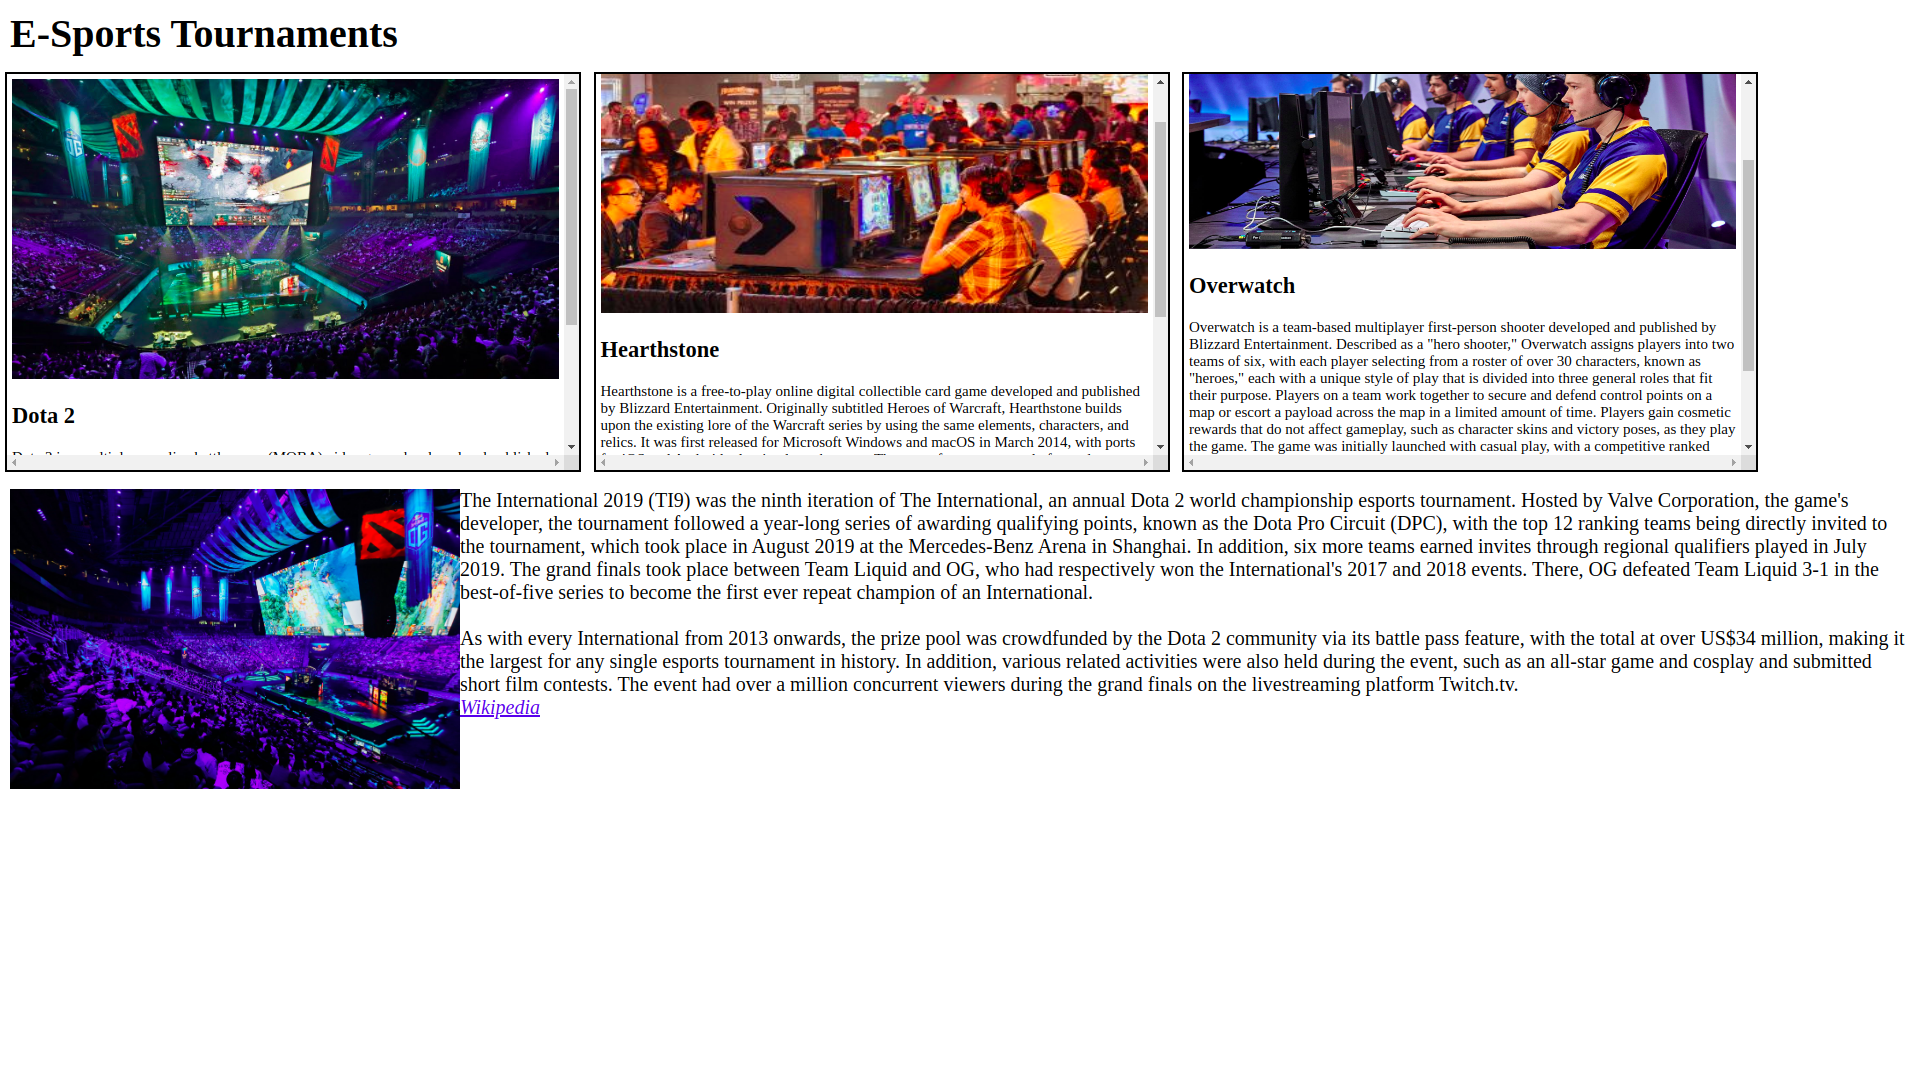 E-Sports Tournaments
Dota 2
Hearthstone
Hearthstone is a free-to-play online digital collectible card game developed and published
by Blizzard Entertainment. Originally subtitled Heroes of Warcraft, Hearthstone builds
upon the existing lore of the Warcraft series by using the same elements, characters, and
relics. It was first released for Microsoft Windows and macOS in March 2014, with ports
Overwatch
Overwatch is a team-based multiplayer first-person shooter developed and published by
Blizzard Entertainment. Described as a "hero shooter," Overwatch assigns players into two
teams of six, with each player selecting from a roster of over 30 characters, known as
"heroes," each with a unique style of play that is divided into three general roles that fit
their purpose. Players on a team work together to secure and defend control points on a
map or escort a payload across the map in a limited amount of time. Players gain cosmetic
rewards that do not affect gameplay, such as character skins and victory poses, as they play
the game. The game was initially launched with casual play, with a competitive ranked
The International 2019 (TI9) was the ninth iteration of The International, an annual Dota 2 world championship esports tournament. Hosted by Valve Corporation, the game's
developer, the tournament followed a year-long series of awarding qualifying points, known as the Dota Pro Circuit (DPC), with the top 12 ranking teams being directly invited to
the tournament, which took place in August 2019 at the Mercedes-Benz Arena in Shanghai. In addition, six more teams earned invites through regional qualifiers played in July
2019. The grand finals took place between Team Liquid and OG, who had respectively won the International's 2017 and 2018 events. There, OG defeated Team Liquid 3-1 in the
best-of-five series to become the first ever repeat champion of an International.
As with every International from 2013 onwards, the prize pool was crowdfunded by the Dota 2 community via its battle pass feature, with the total at over US$34 million, making it
the largest for any single esports tournament in history. In addition, various related activities were also held during the event, such as an all-star game and cosplay and submitted
short film contests. The event had over a million concurrent viewers during the grand finals on the livestreaming platform Twitch.tv.
Wikipedia